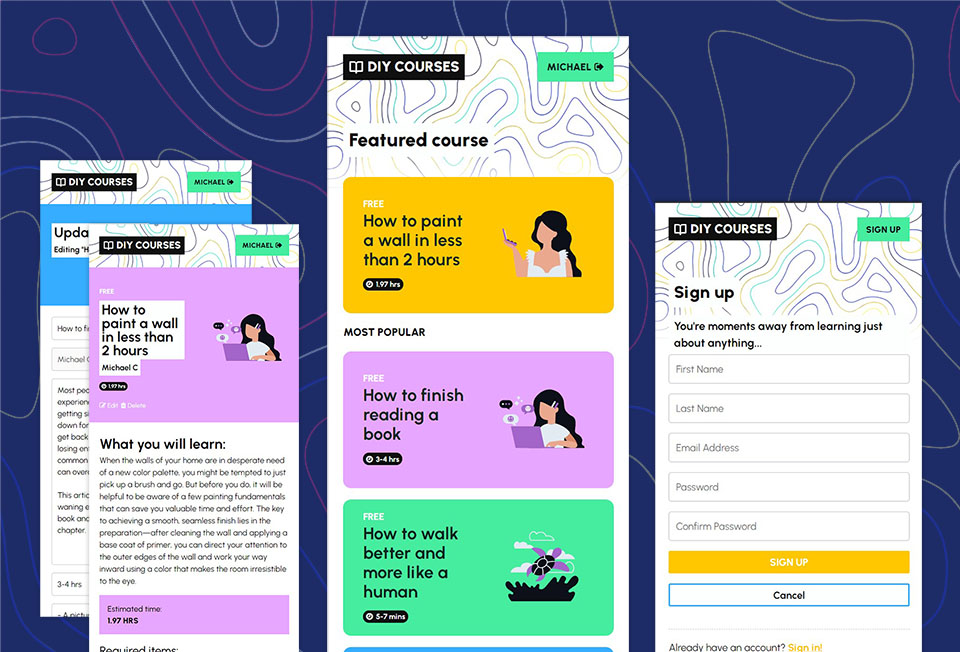 DIY COURSES
MICHAEL
Upda
Editing "H
How to fi
Michael C
Most peo
experien
getting si
down for
get back
losing ent
common
can overc
This artic
waning e
book and
chapter.
3-4 hrs
- A pictur
DIY COURSES
MICHAEL
FREE
How to
paint a wall
in less than
2 hours
Michael C
1.97 hrs
Edit Delete
What you will learn:
When the walls of your home are in desperate need
of a new color palette, you might be tempted to just
pick up a brush and go. But before you do, it will be
helpful to be aware of a few painting fundamentals
that can save you valuable time and effort. The key
to achieving a smooth, seamless finish lies in the
preparation—after cleaning the wall and applying a
base coat of primer, you can direct your attention to
the outer edges of the wall and work your way
inward using a color that makes the room irresistible
to the eye.
Estimated time:
1.97 HRS
Required items:
DIY COURSES
MICHAEL
Featured course
FREE
How to paint
a wall in less
than 2 hours
1.97 hrs
MOST POPULAR
FREE
How to finish
reading a
book
3-4 hrs
FREE
How to walk
better and
more like a
human
5-7 mins
DIY COURSES
SIGN UP
Sign up
You're moments away from learning just
about anything...
First Name
Last Name
Email Address
Password
Confirm Password
SIGN UP
Cancel
Already have an account? Sign in!